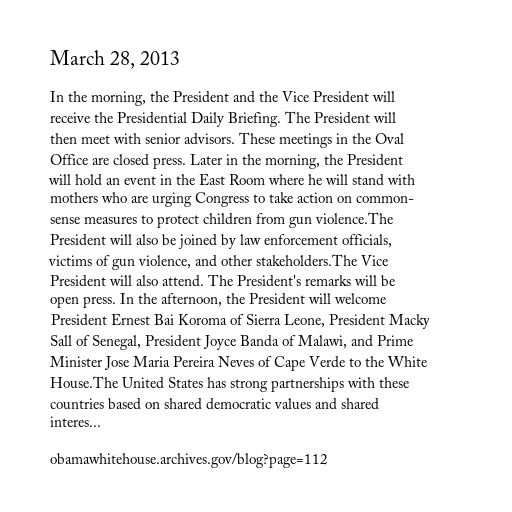 March 28, 2013
In the morning, the President and the Vice President will
receive the Presidential Daily Briefing. The President will
then meet with senior advisors. These meetings in the Oval
Office are closed press. Later in the morning, the President
will hold an event in the East Room where he will stand with
mothers who are urging Congress to take action on common-
sense measures to protect children from gun violence.The
President will also be joined by law enforcement officials,
victims of gun violence, and other stakeholders.The Vice
President will also attend. The President's remarks will be
open press. In the afternoon, the President will welcome
President Ernest Bai Koroma of Sierra Leone, President Macky
Sall of Senegal, President Joyce Banda of Malawi, and Prime
Minister Jose Maria Pereira Neves of Cape Verde to the White
House.The United States has strong partnerships with these
countries based on shared democratic values and shared
interes...
obamawhitehouse.archives.gov/blog?page=112